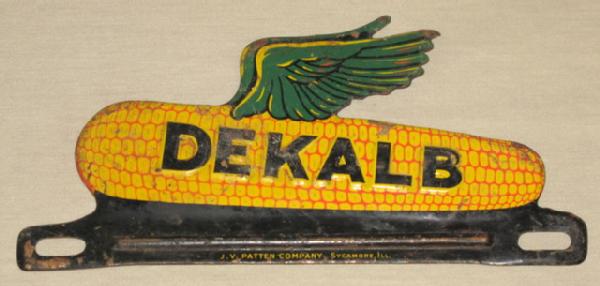 DEKALB
J.V. PATTEN COMPANY, SYCAMORE, ILL.